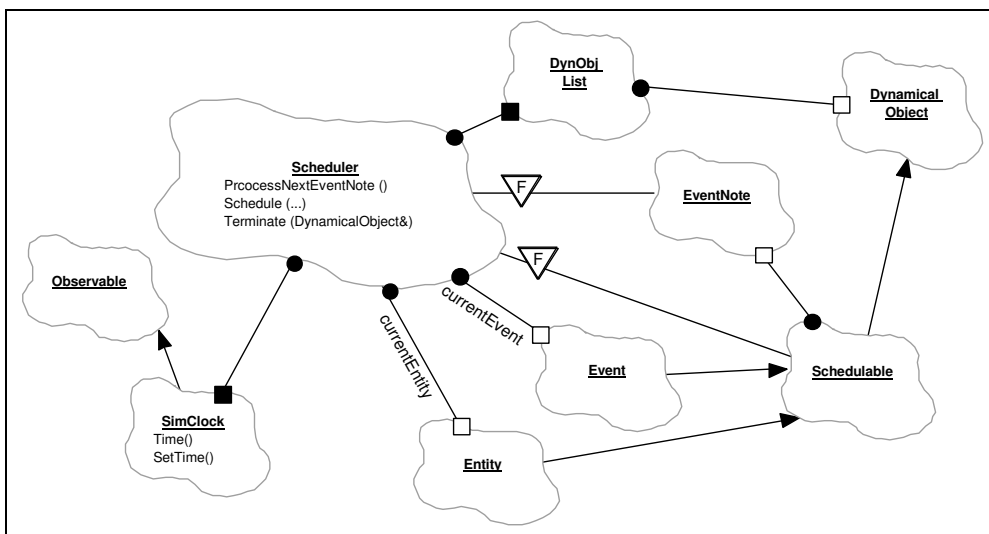 DynObj
List
Dynamical
Object
Scheduler
PrcocessNextEventNote ()
Schedule (...)
Terminate (DynamicalObject&)
F
EventNote
F
Observable
currentEvent
currentEntity
Event
Schedulable
SimClock
Time()
SetTime()
Entity